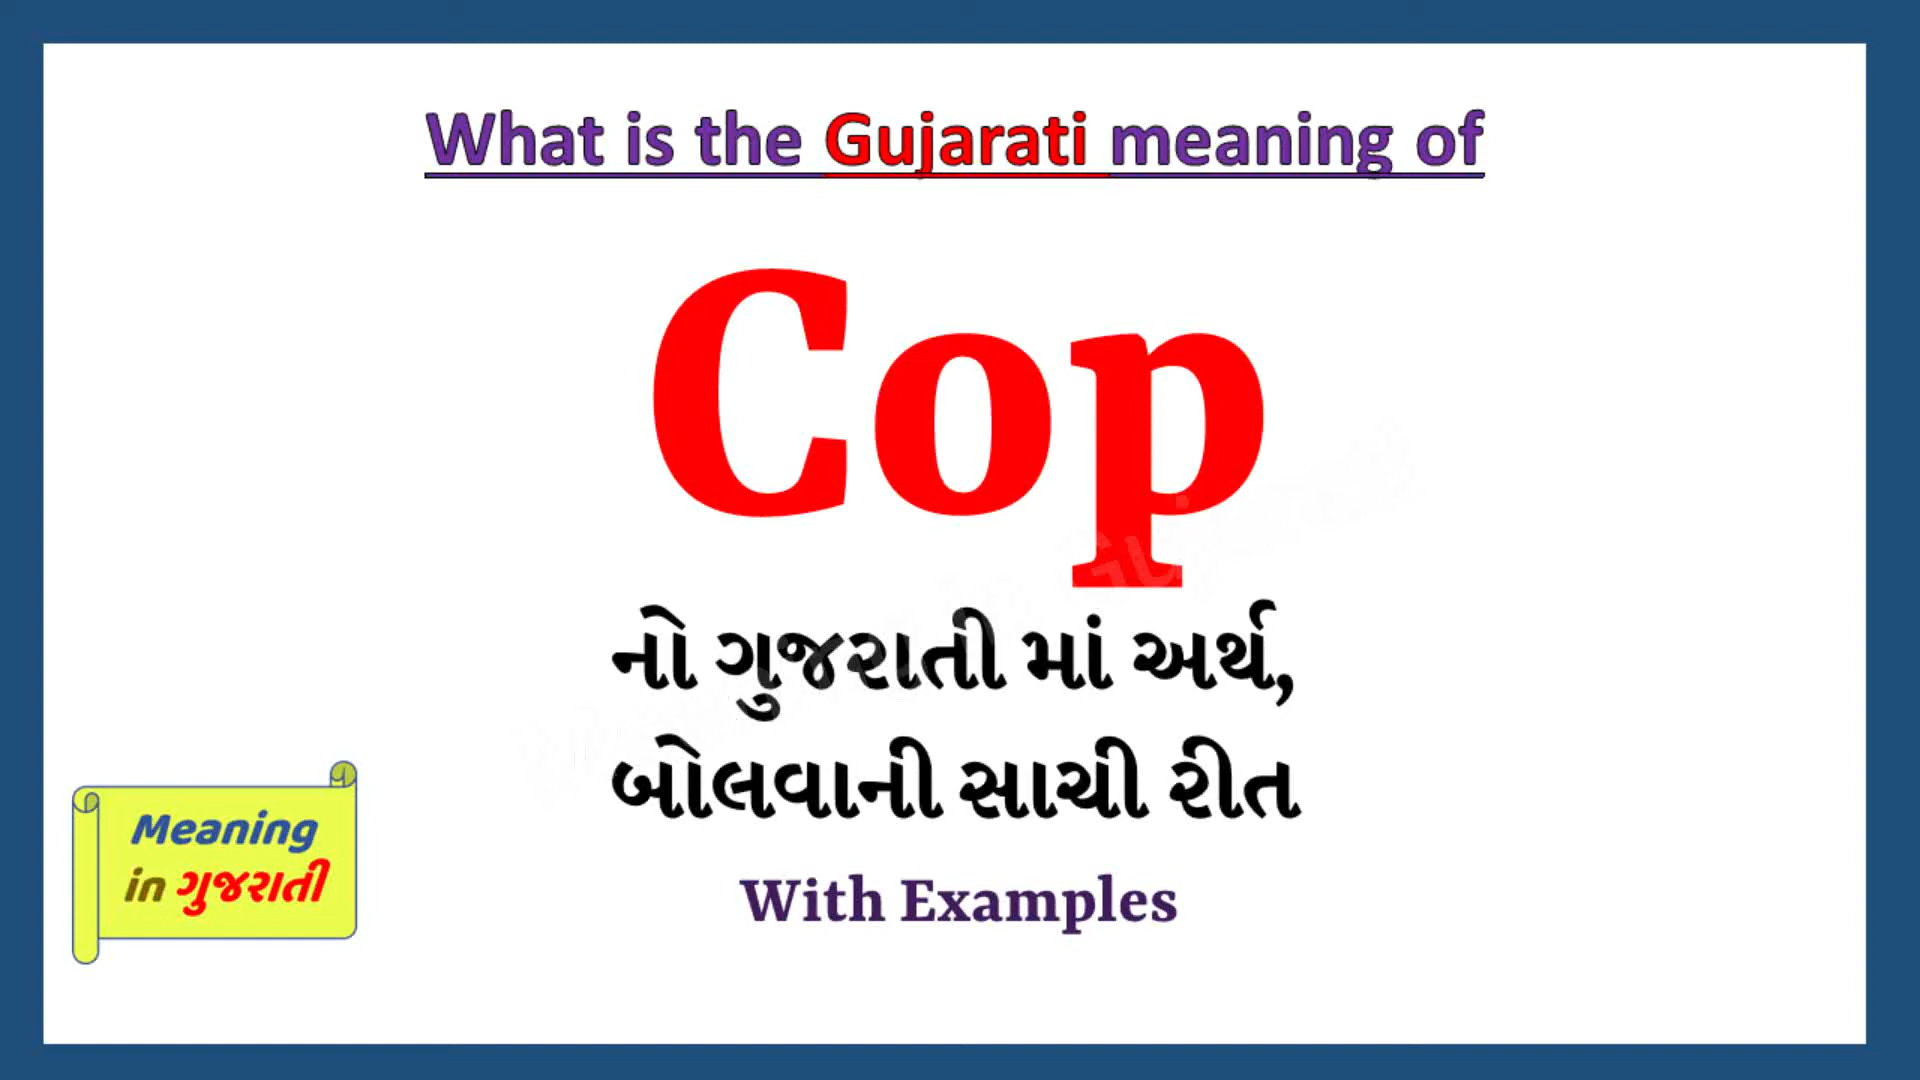 What is the Gujarati meaning of
Cop
નો ગુજરાતી માં અર્થ,
બોલવાની સાચી રીત
With Examples
Meaning
in ગુજરાતી